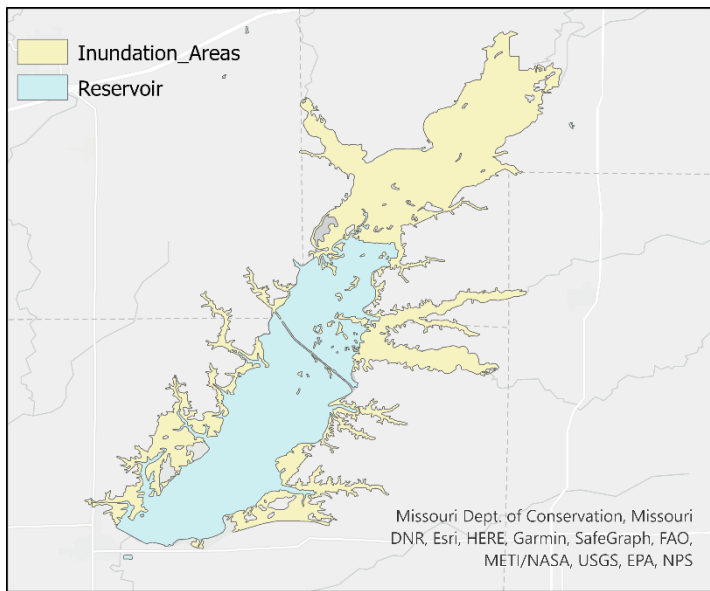 Inundation_Areas
Reservoir
Missouri Dept. of Conservation, Missouri
DNR, Esri, HERE, Garmin, SafeGraph, FAO,
METI/NASA, USGS, EPA, NPS